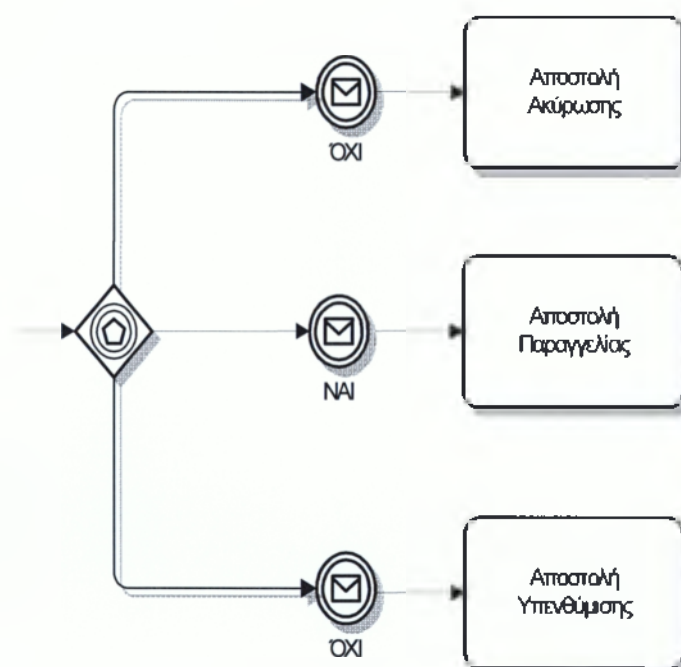 Αποστολή
Ακύρωσης
ΌΧΙ
Αποστολή
Παραγγελίας
ΝΑΙ
Αποστολή
Υπενθύμισης
ΌΧΙ